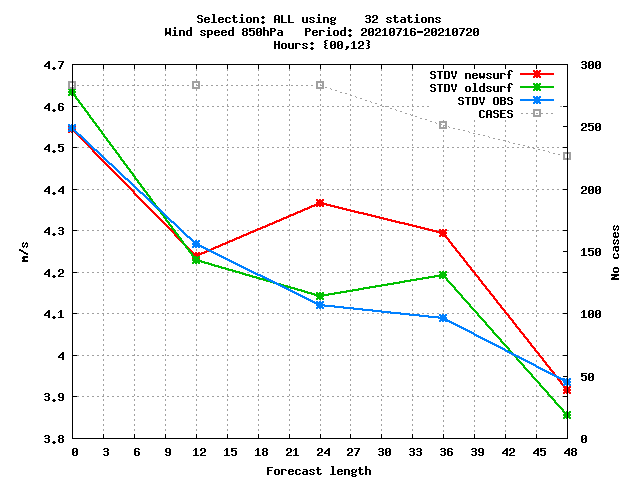 Selection: ALL using    32 stations
Wind speed 850hPa   Period: 20210716-20210720
Hours: {00,12}
STDV newsurf
STDV oldsurf
STDV OBS
CASES
4.7
4.6
4.5
4.4
4.3
4.2
4.1
4
3.9
3.8
m/s
300
250
200
150
100
50
0
No cases
0 3 6 9 12 15 18 21 24 27 30 33 36 39 42 45 48
Forecast length